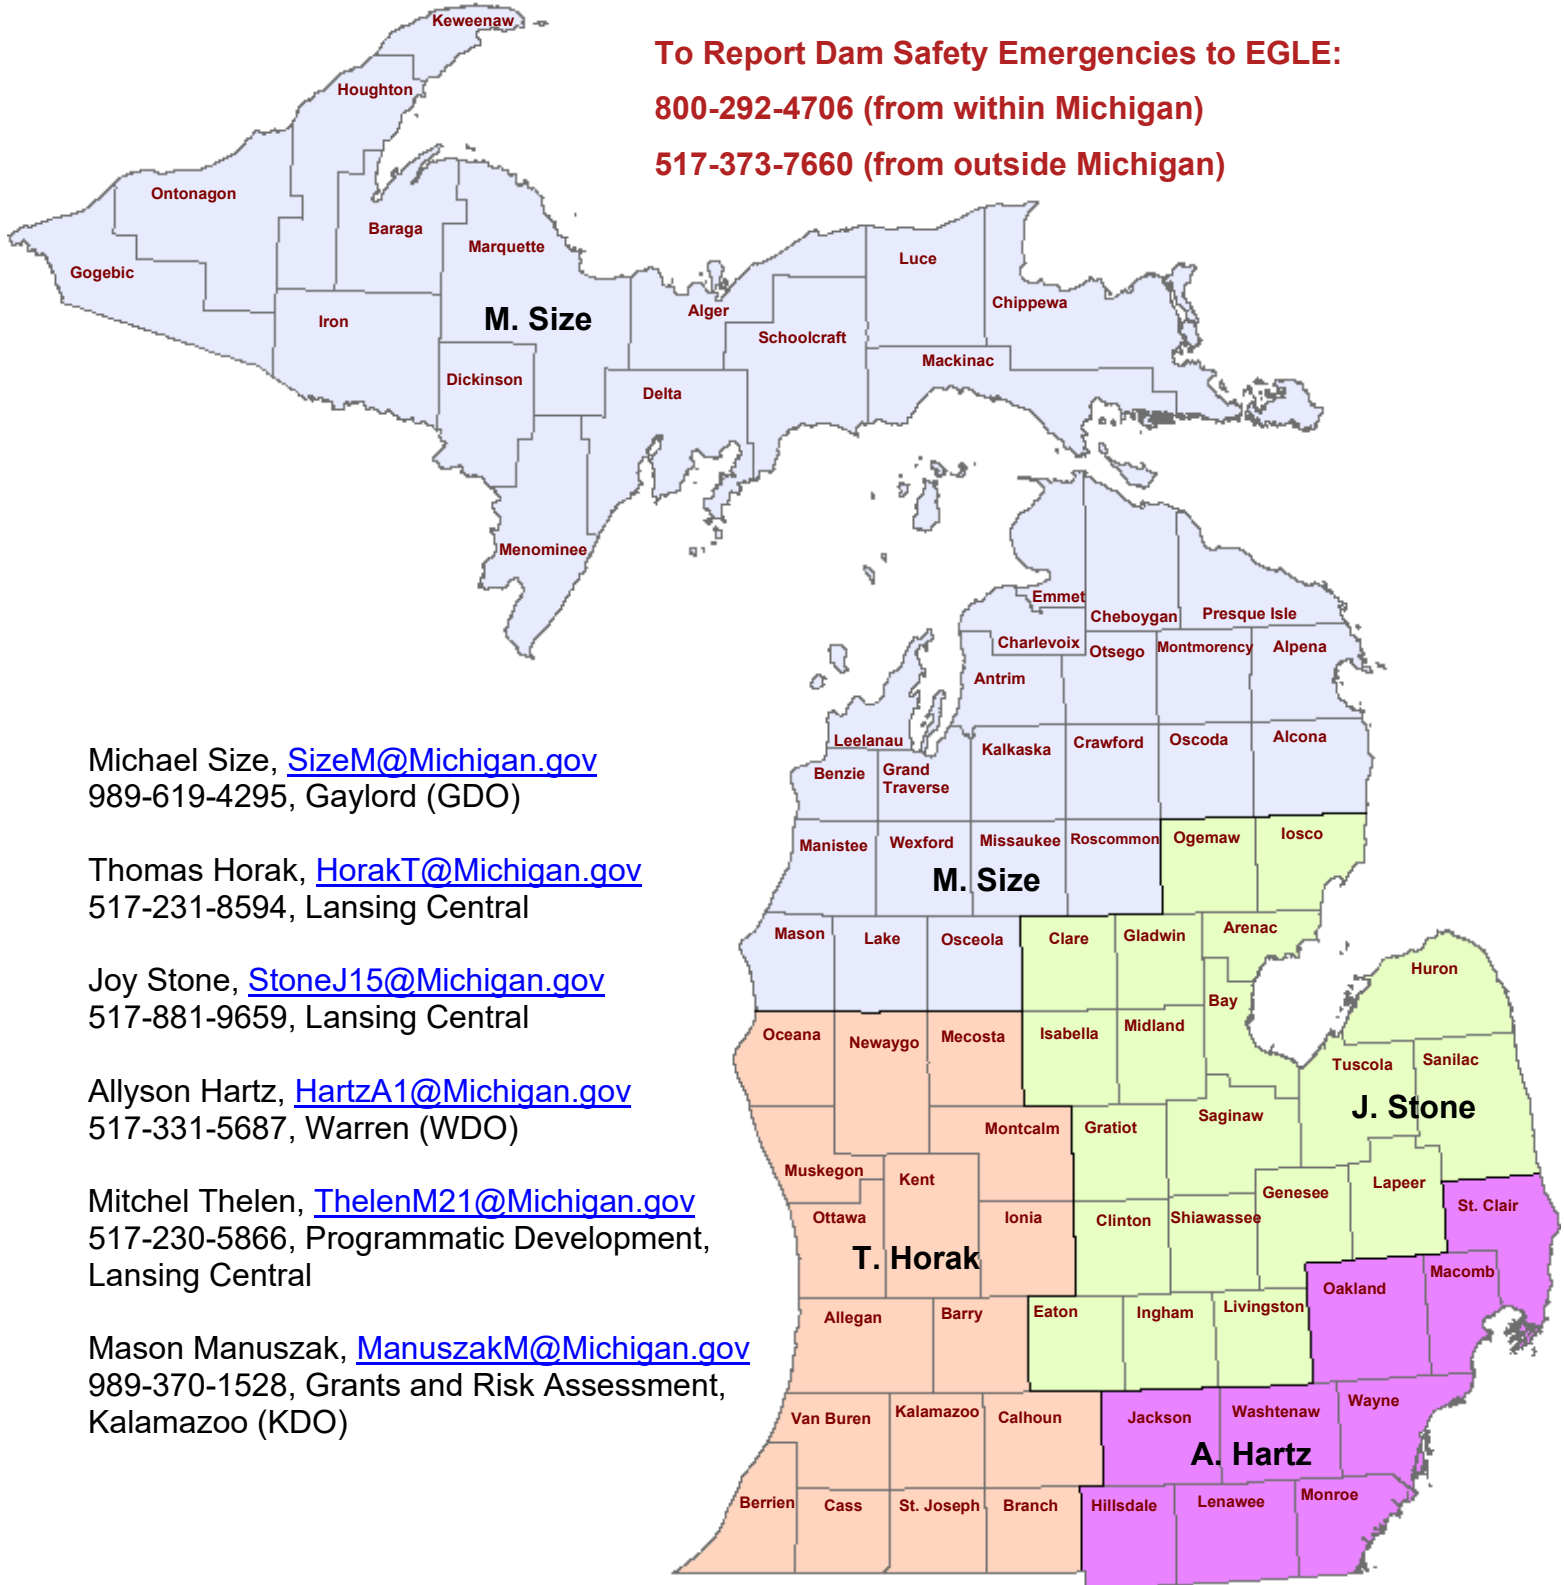 Keweenaw
To Report Dam Safety Emergencies to EGLE:
800-292-4706 (from within Michigan)
517-373-7660 (from outside Michigan)
Houghton
Ontonagon
Baraga
Marquette
Gogebic
Luce
Chippewa
Iron
M. Size
Alger
Schoolcraft
Mackinac
Dickinson
Delta
Menominee
Emmet
Cheboygan
Presque Isle
Charlevoix
Otsego
Montmorency
Alpena
Antrim
Leelanau
Kalkaska
Crawford
Oscoda
Alcona
Benzie
Grand
Traverse
Manistee
Wexford
Missaukee
Roscommon
Ogemaw
Iosco
M. Size
Mason
Lake
Osceola
Clare
Gladwin
Arenac
Huron
Bay
Oceana
Newaygo
Mecosta
Isabella
Midland
Tuscola
Sanilac
J. Stone
Montcalm
Gratiot
Saginaw
Muskegon
Kent
Genesee
Lapeer
St. Clair
Ottawa
Ionia
Clinton
Shiawassee
T. Horak
Oakland
Macomb
Allegan
Barry
Eaton
Ingham
Livingston
Van Buren
Kalamazoo
Calhoun
Jackson
Washtenaw
Wayne
A. Hartz
Berrien
Cass
St. Joseph
Branch
Hillsdale
Lenawee
Monroe
Michael Size, SizeM@Michigan.gov
989-619-4295, Gaylord (GDO)
Thomas Horak, HorakT@Michigan.gov
517-231-8594, Lansing Central
Joy Stone, StoneJ15@Michigan.gov
517-881-9659, Lansing Central
Allyson Hartz, HartzA1@Michigan.gov
517-331-5687, Warren (WDO)
Mitchel Thelen, ThelenM21@Michigan.gov
517-230-5866, Programmatic Development,
Lansing Central
Mason Manuszak, ManuszakM@Michigan.gov
989-370-1528, Grants and Risk Assessment,
Kalamazoo (KDO)